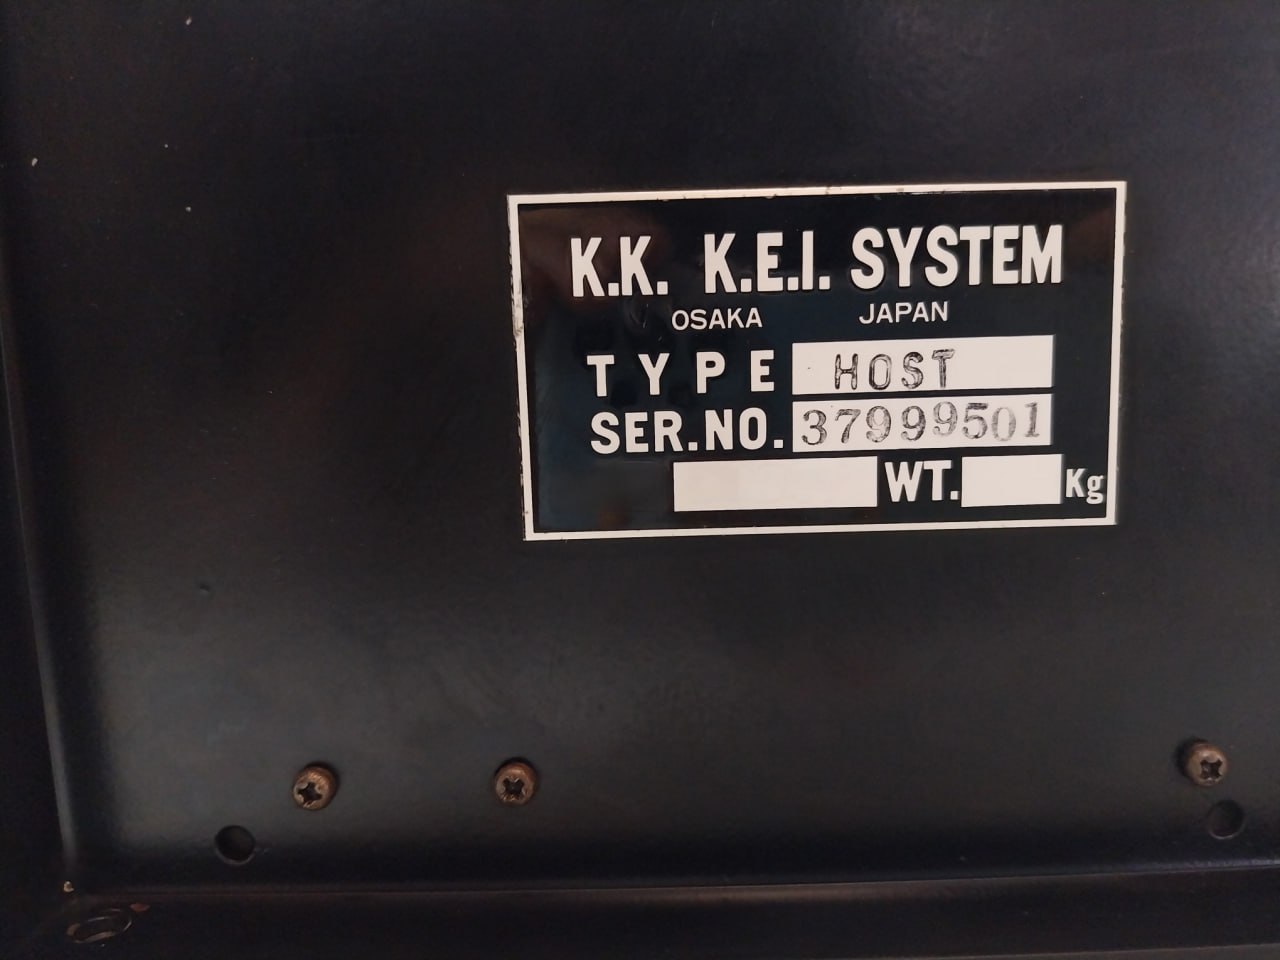 K.K. K.E.I. SYSTEM
OSAKA JAPAN
TYPE HOST
SER.NO. 37999501
WT. Kg